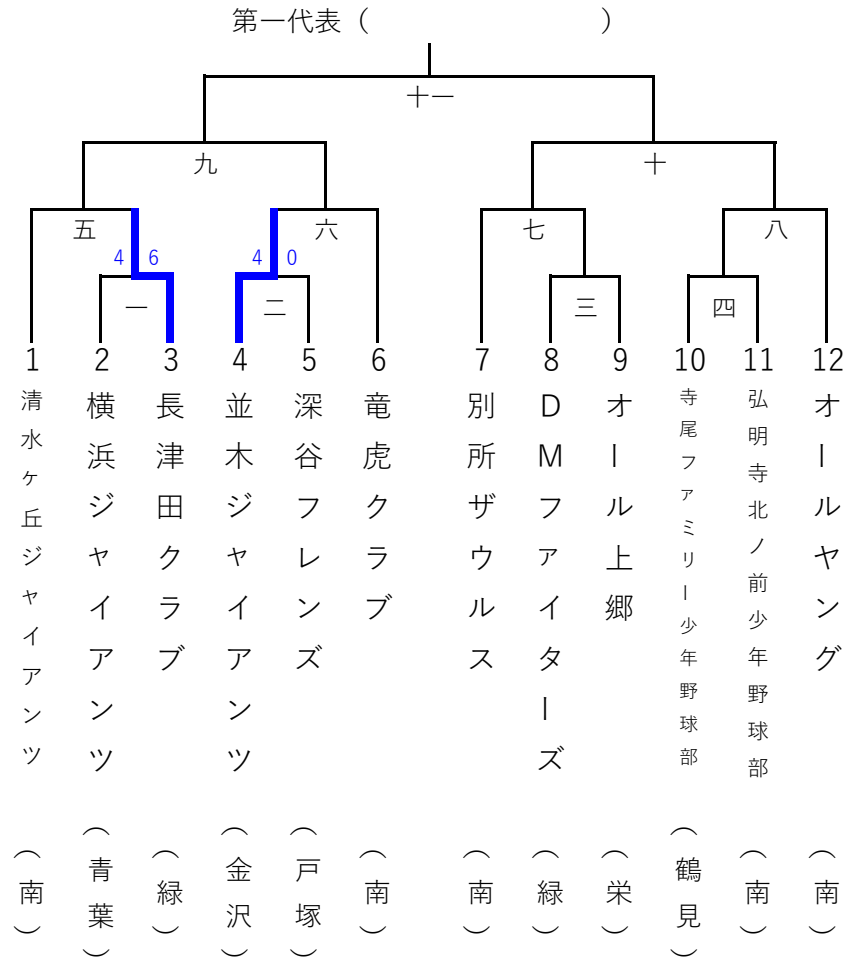 第一代表（　　　　　　　　）
十一
九
十
五
六
七
八
4 6
4 0
一
二
三
四
1
2
3
4
5
6
7
8
9
10
11
12
清水ヶ丘ジャイアンツ
横浜ジャイアンツ
長津田クラブ
並木ジャイアンツ
深谷フレンズ
竜虎クラブ
別所ザウルス
DMファイターズ
オール上郷
寺尾ファミリー少年野球部
弘明寺北ノ前少年野球部
オールヤング
（南）
（青葉）
（緑）
（金沢）
（戸塚）
（南）
（南）
（緑）
（栄）
（鶴見）
（南）
（南）